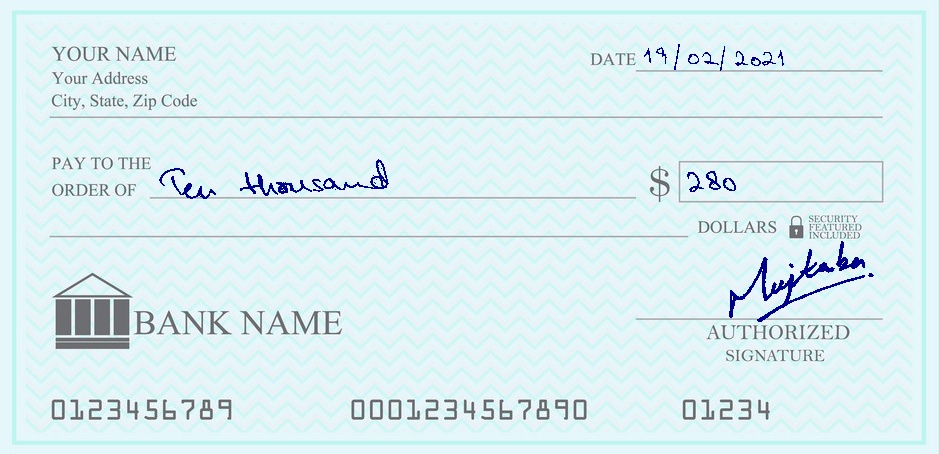 YOUR NAME
DATE 19/02/2021
Your Address
City, State, Zip Code
PAY TO THE
ORDER OF Ten thousand $ 280
DOLLARS
SECURITY
FEATURED
INCLUDED
Mujtaba.
BANK NAME
AUTHORIZED
SIGNATURE
0123456789 0001234567890 01234